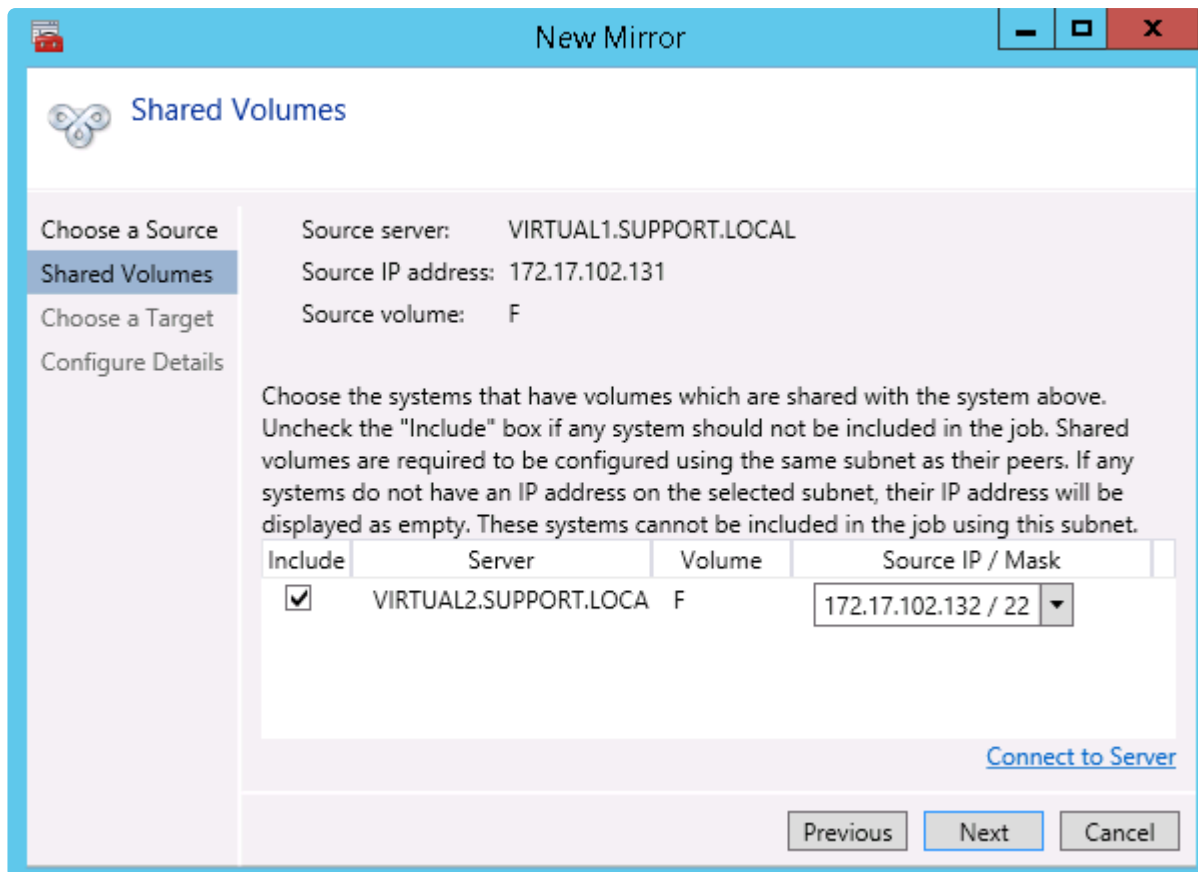 New Mirror
Shared Volumes
Choose a Source
Shared Volumes
Choose a Target
Configure Details
Source server: VIRTUAL1.SUPPORT.LOCAL
Source IP address: 172.17.102.131
Source volume: F
Choose the systems that have volumes which are shared with the system above.
Uncheck the "Include" box if any system should not be included in the job. Shared
volumes are required to be configured using the same subnet as their peers. If any
systems do not have an IP address on the selected subnet, their IP address will be
displayed as empty. These systems cannot be included in the job using this subnet.
Include Server Volume Source IP / Mask
VIRTUAL2.SUPPORT.LOCA F 172.17.102.132 / 22
Connect to Server
Previous Next Cancel